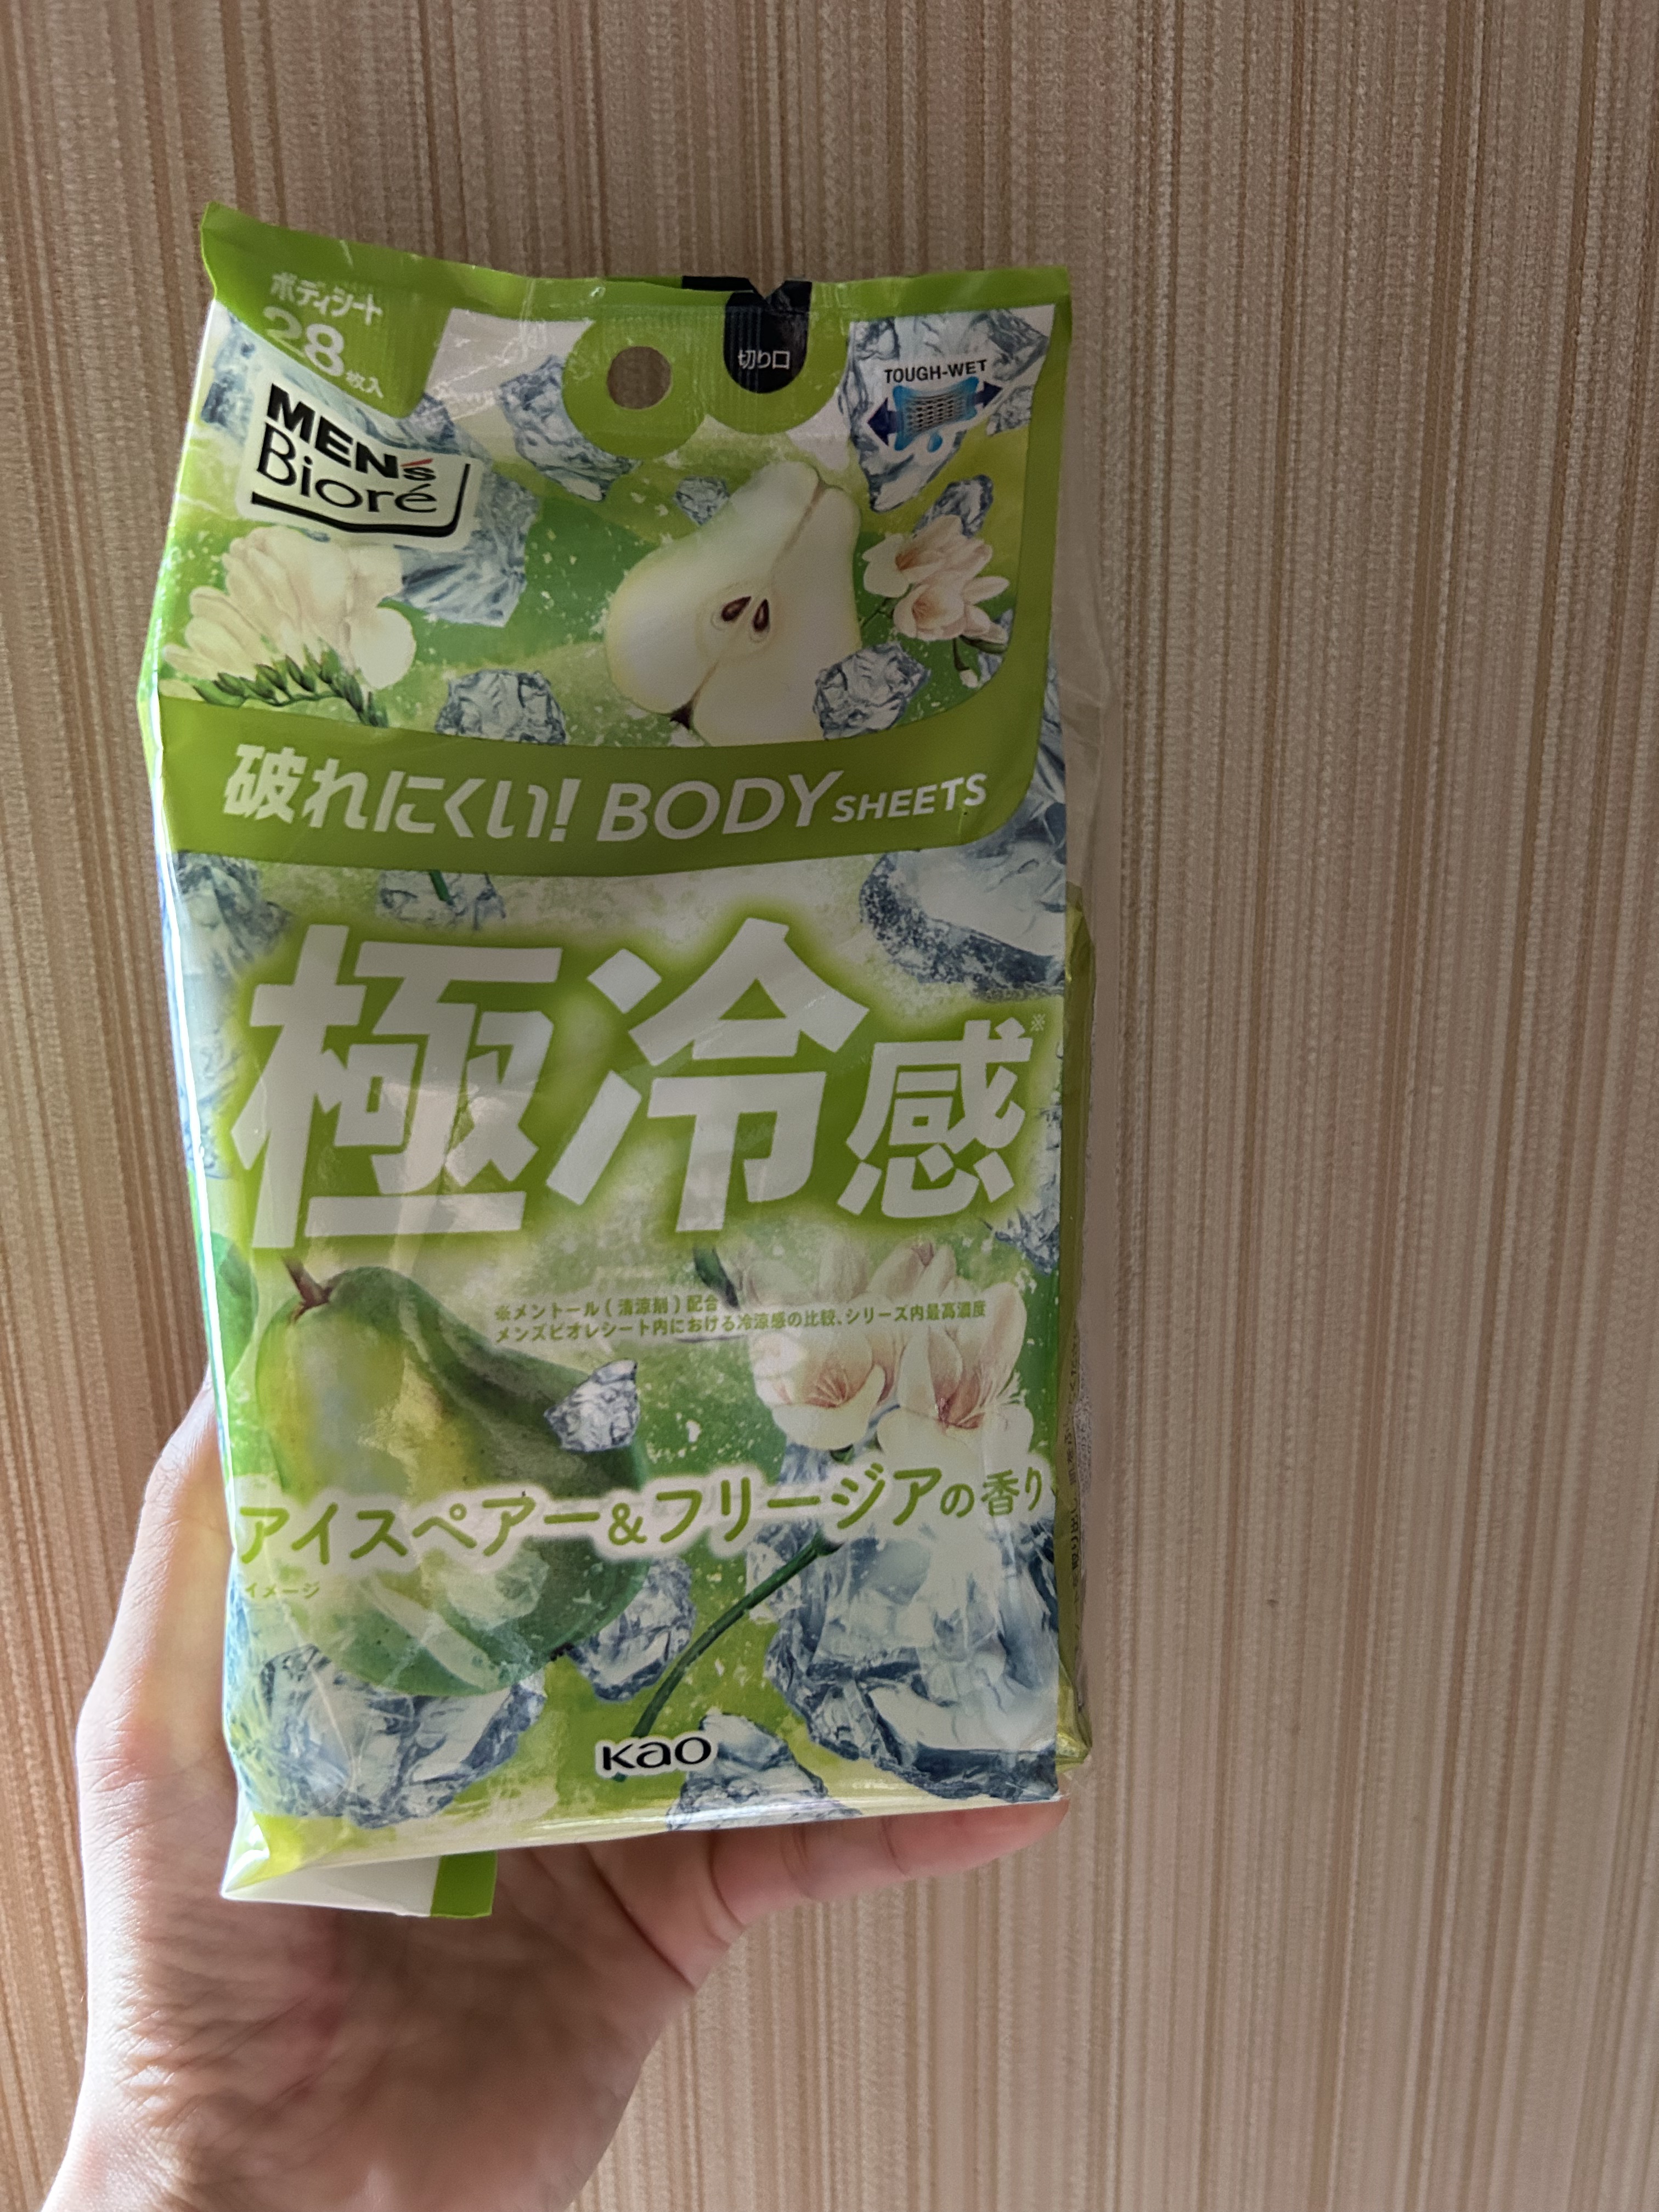 ボディシート
28枚入
切り口
TOUGH-WET
MEN's
Bioré
破れにくい! BODY SHEETS
極冷感※
※メントール(清涼剤)配合
メンズビオレシート内における冷涼感の比較、シリーズ内最高濃度
アイスペアー&フリージアの香り
イメージ
Kao